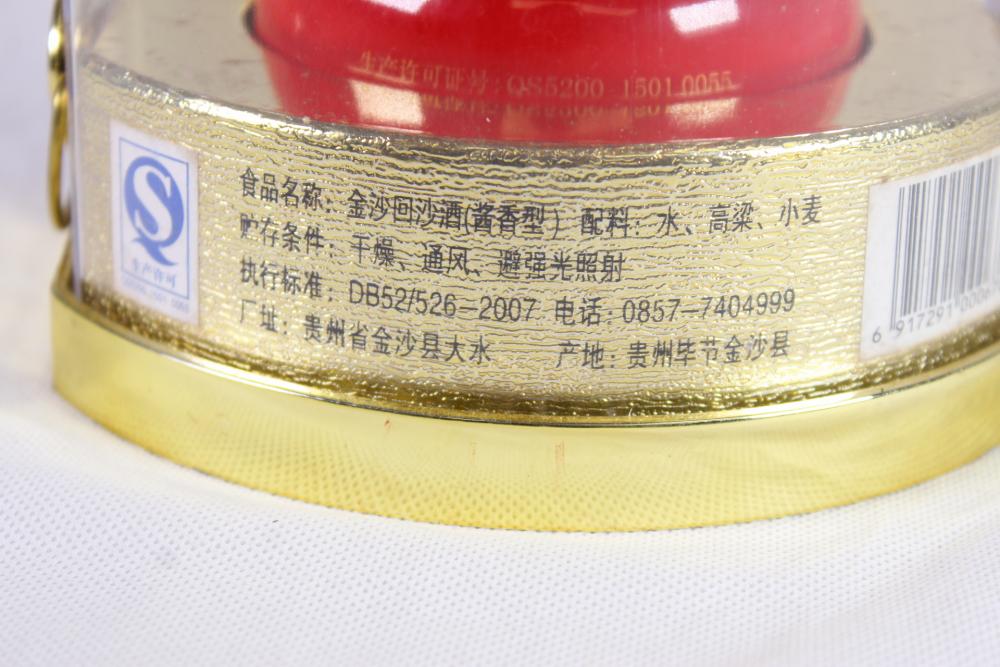 生产许可证号：QS5200 1501 0055
生产许可
食品名称：金沙回沙酒(酱香型) 配料：水、高粱、小麦
贮存条件：干燥、通风、避强光照射
执行标准：DB52/526-2007 电话：0857-7404999
厂址：贵州省金沙县大水 产地：贵州毕节金沙县
6 917291 0006